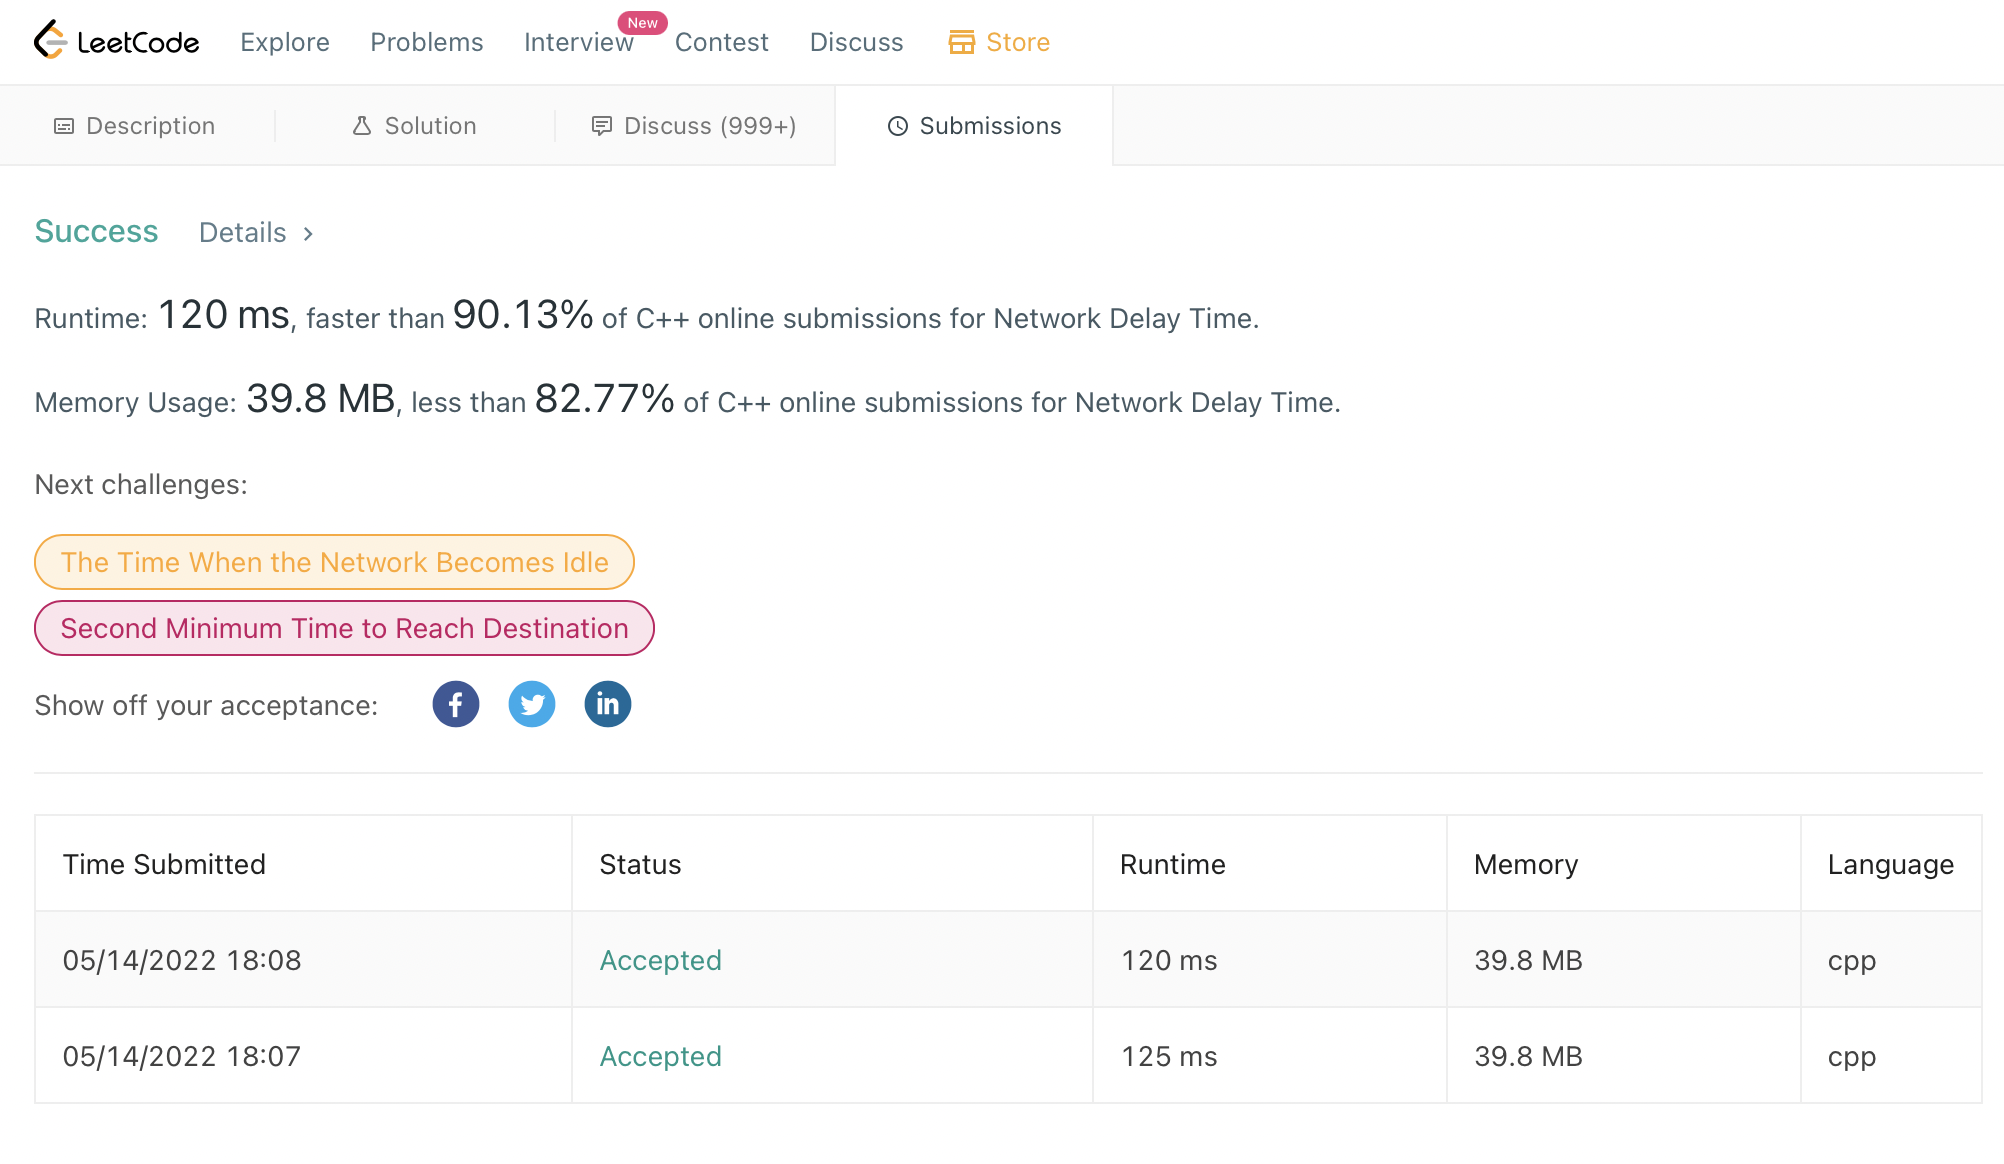 LeetCode Explore Problems Interview New Contest Discuss Store
Description Solution Discuss (999+) Submissions
Success Details >
Runtime: 120 ms, faster than 90.13% of C++ online submissions for Network Delay Time.
Memory Usage: 39.8 MB, less than 82.77% of C++ online submissions for Network Delay Time.
Next challenges:
The Time When the Network Becomes Idle
Second Minimum Time to Reach Destination
Show off your acceptance: f in
Time Submitted Status Runtime Memory Language
05/14/2022 18:08 Accepted 120 ms 39.8 MB cpp
05/14/2022 18:07 Accepted 125 ms 39.8 MB cpp